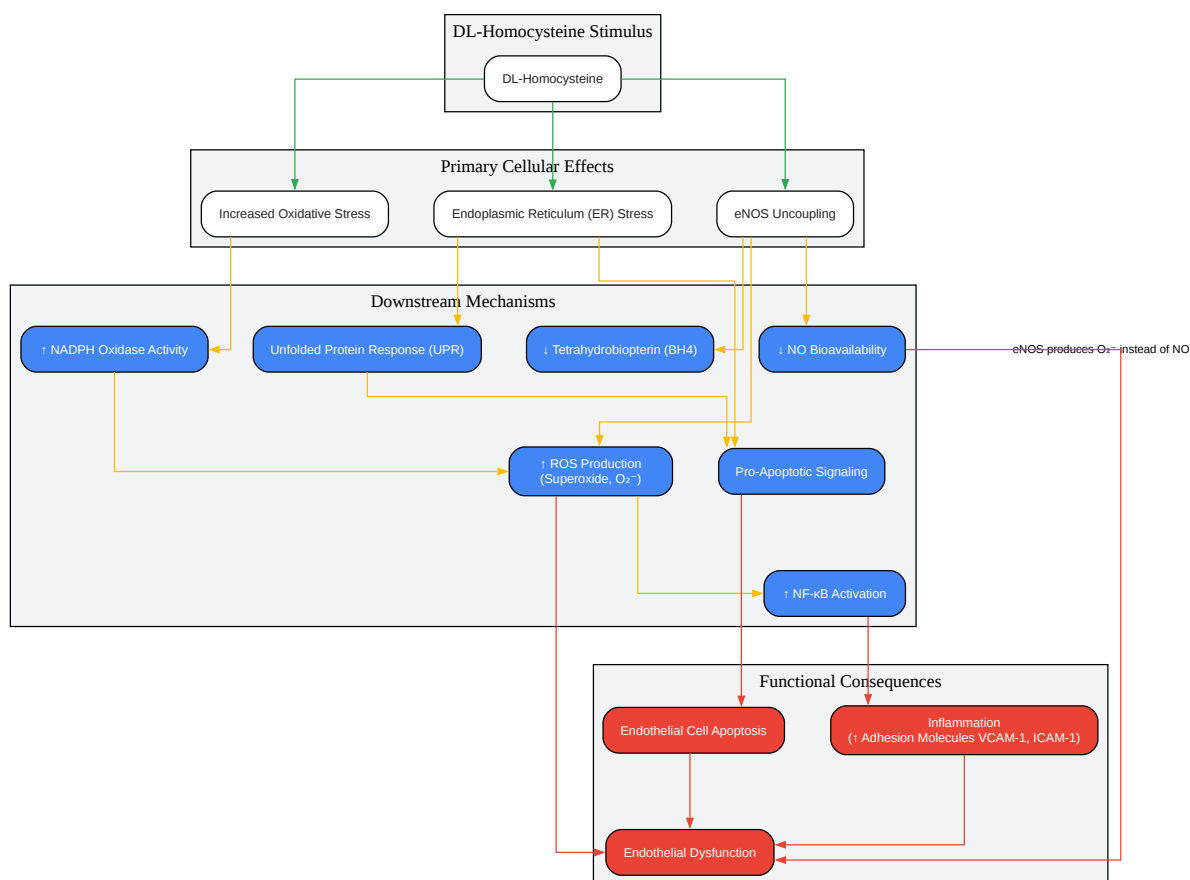 DL-Homocysteine Stimulus
DL-Homocysteine
Primary Cellular Effects
Increased Oxidative Stress
Endoplasmic Reticulum (ER) Stress
eNOS Uncoupling
Downstream Mechanisms
↑ NADPH Oxidase Activity
Unfolded Protein Response (UPR)
↓ Tetrahydrobiopterin (BH4)
↓ NO Bioavailability
eNOS produces O₂⁻ instead of NO
↑ ROS Production
(Superoxide, O₂⁻)
Pro-Apoptotic Signaling
↑ NF-κB Activation
Functional Consequences
Endothelial Cell Apoptosis
Inflammation
(↑ Adhesion Molecules VCAM-1, ICAM-1)
Endothelial Dysfunction